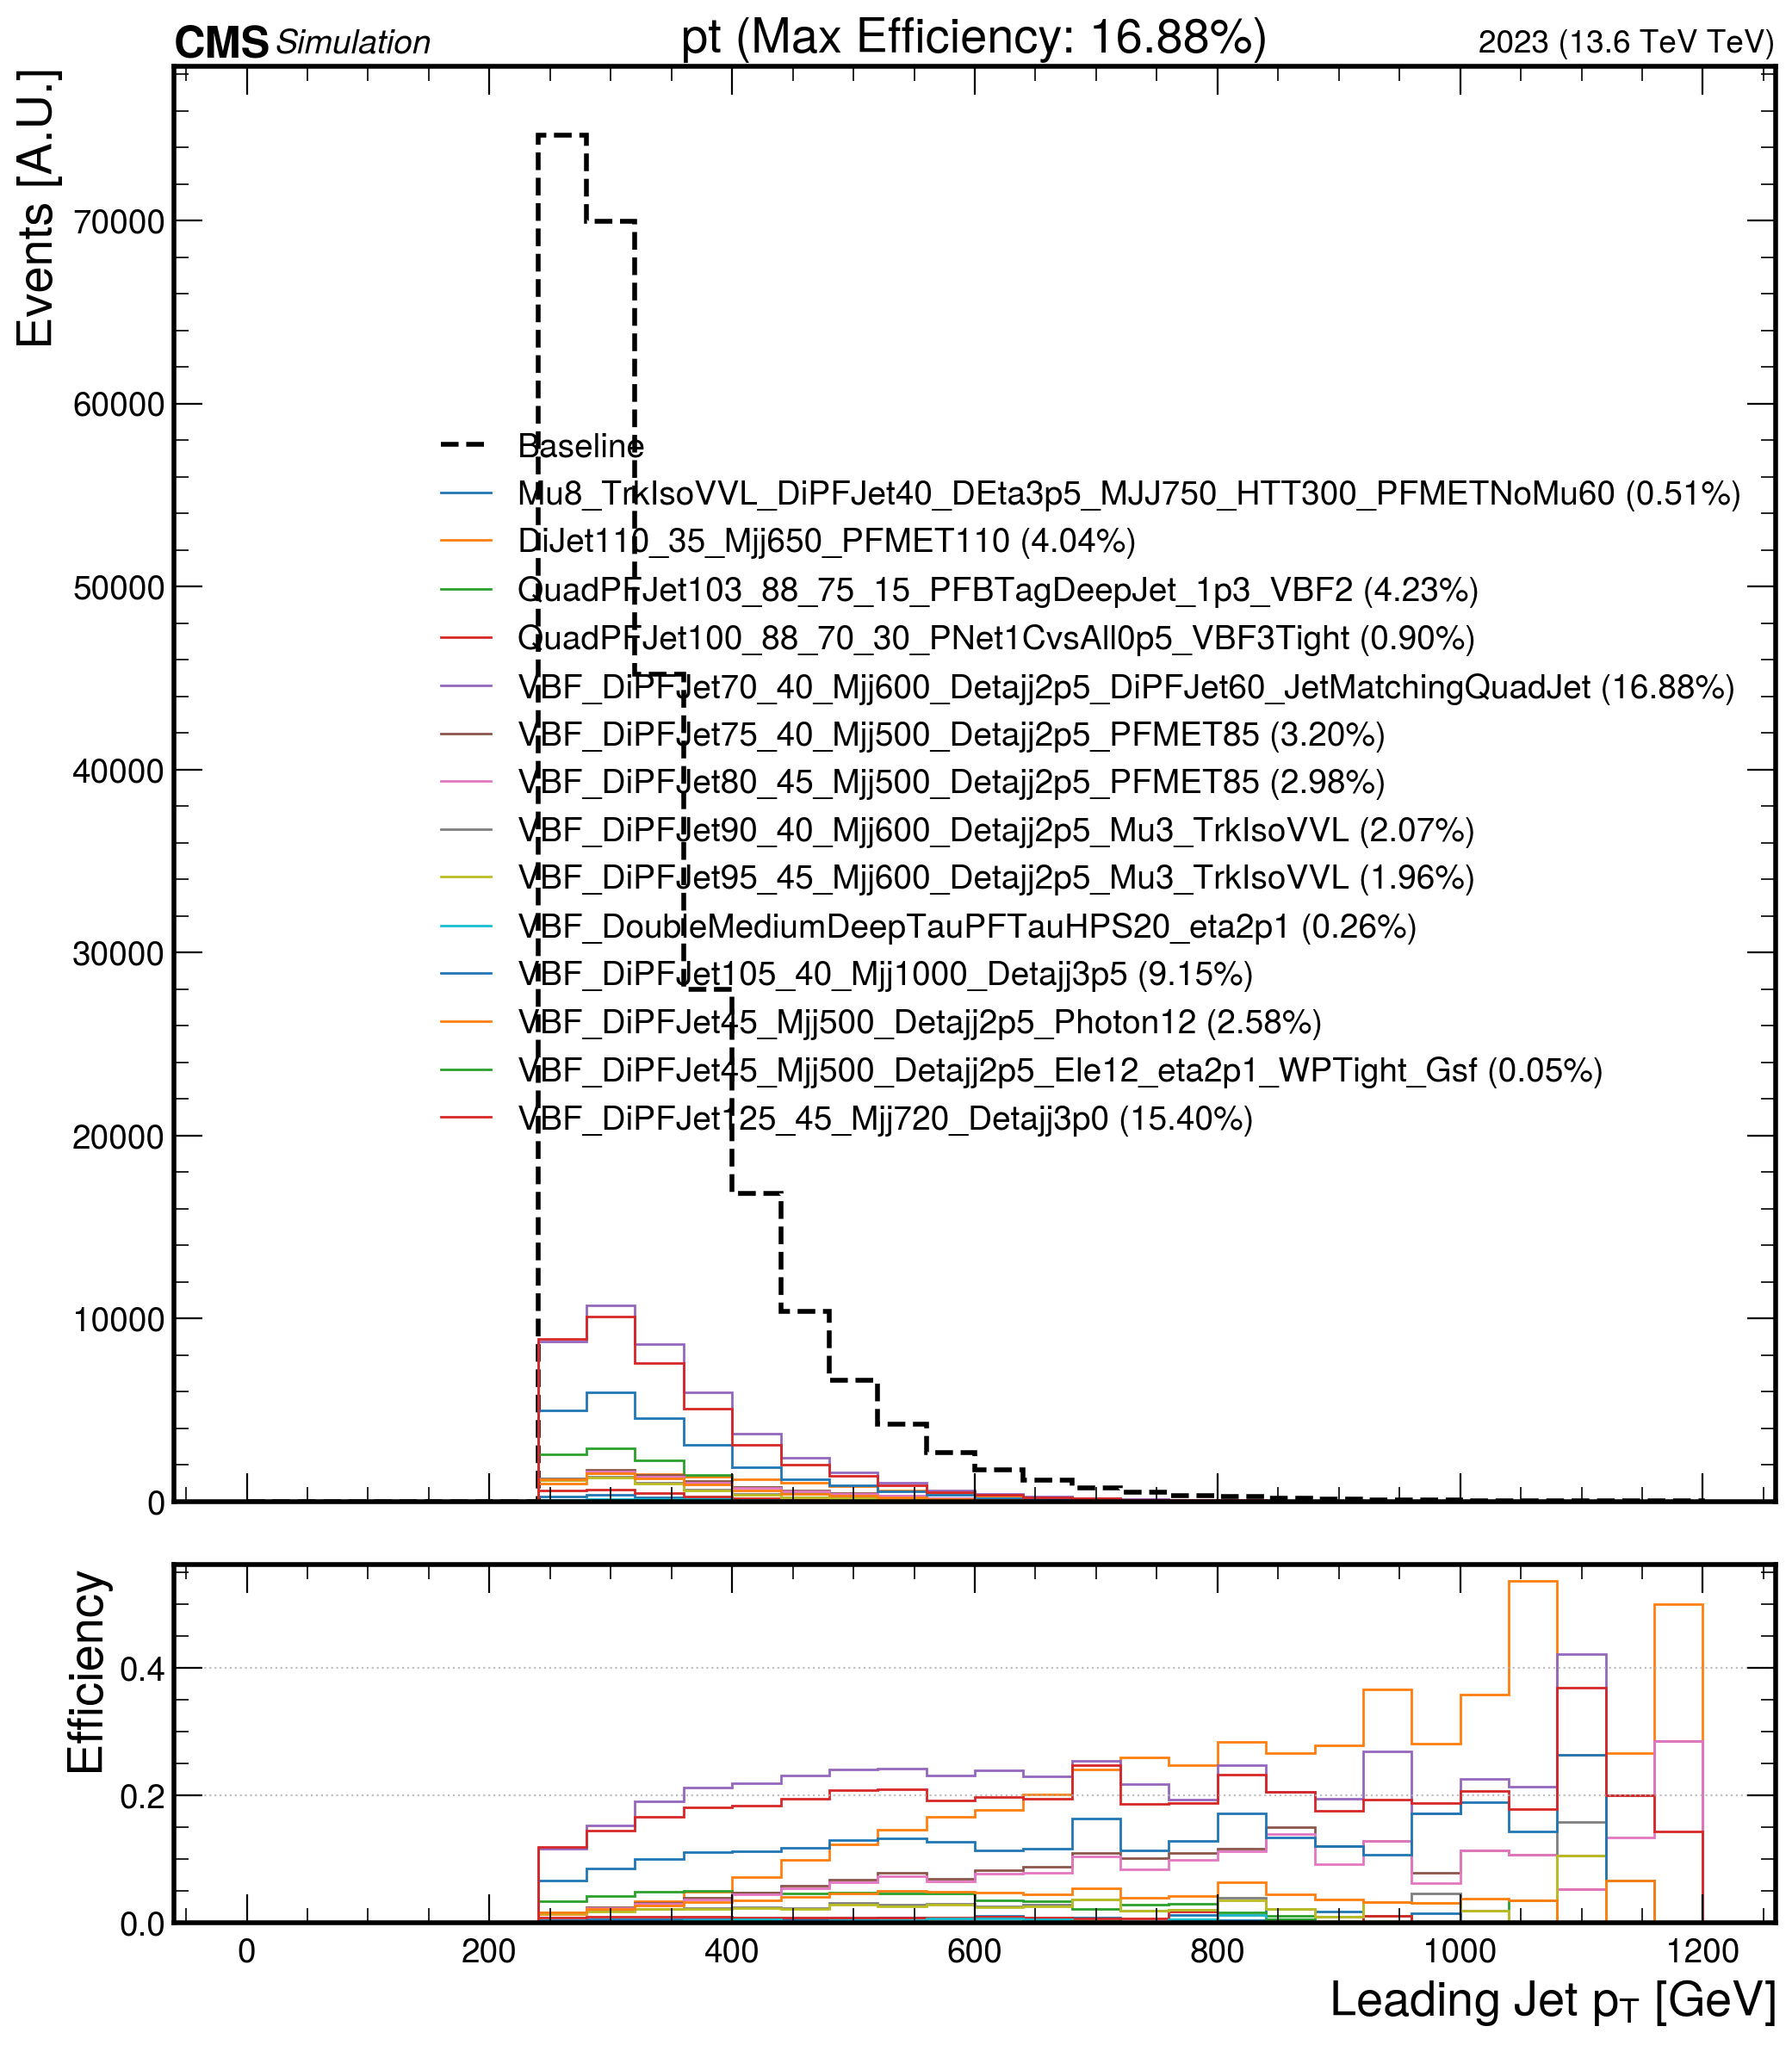 CMS Simulation
pt (Max Efficiency: 16.88%)
2023 (13.6 TeV TeV)
Events [A.U.]
70000
60000
50000
40000
30000
20000
10000
0
Baseline
Mu8_TrkIsoVVL_DiPFJet40_DEta3p5_MJJ750_HTT300_PFMETNoMu60 (0.51%)
DiJet110_35_Mjj650_PFMET110 (4.04%)
QuadPFJet103_88_75_15_PFBTagDeepJet_1p3_VBF2 (4.23%)
QuadPFJet100_88_70_30_PNet1CvsAll0p5_VBF3Tight (0.90%)
VBF_DiPFJet70_40_Mjj600_Detajj2p5_DiPFJet60_JetMatchingQuadJet (16.88%)
VBF_DiPFJet75_40_Mjj500_Detajj2p5_PFMET85 (3.20%)
VBF_DiPFJet80_45_Mjj500_Detajj2p5_PFMET85 (2.98%)
VBF_DiPFJet90_40_Mjj600_Detajj2p5_Mu3_TrkIsoVVL (2.07%)
VBF_DiPFJet95_45_Mjj600_Detajj2p5_Mu3_TrkIsoVVL (1.96%)
VBF_DoubleMediumDeepTauPFTauHPS20_eta2p1 (0.26%)
VBF_DiPFJet105_40_Mjj1000_Detajj3p5 (9.15%)
VBF_DiPFJet45_Mjj500_Detajj2p5_Photon12 (2.58%)
VBF_DiPFJet45_Mjj500_Detajj2p5_Ele12_eta2p1_WPTight_Gsf (0.05%)
VBF_DiPFJet125_45_Mjj720_Detajj3p0 (15.40%)
Efficiency
0.4
0.2
0.0
0 200 400 600 800 1000 1200
Leading Jet pT [GeV]